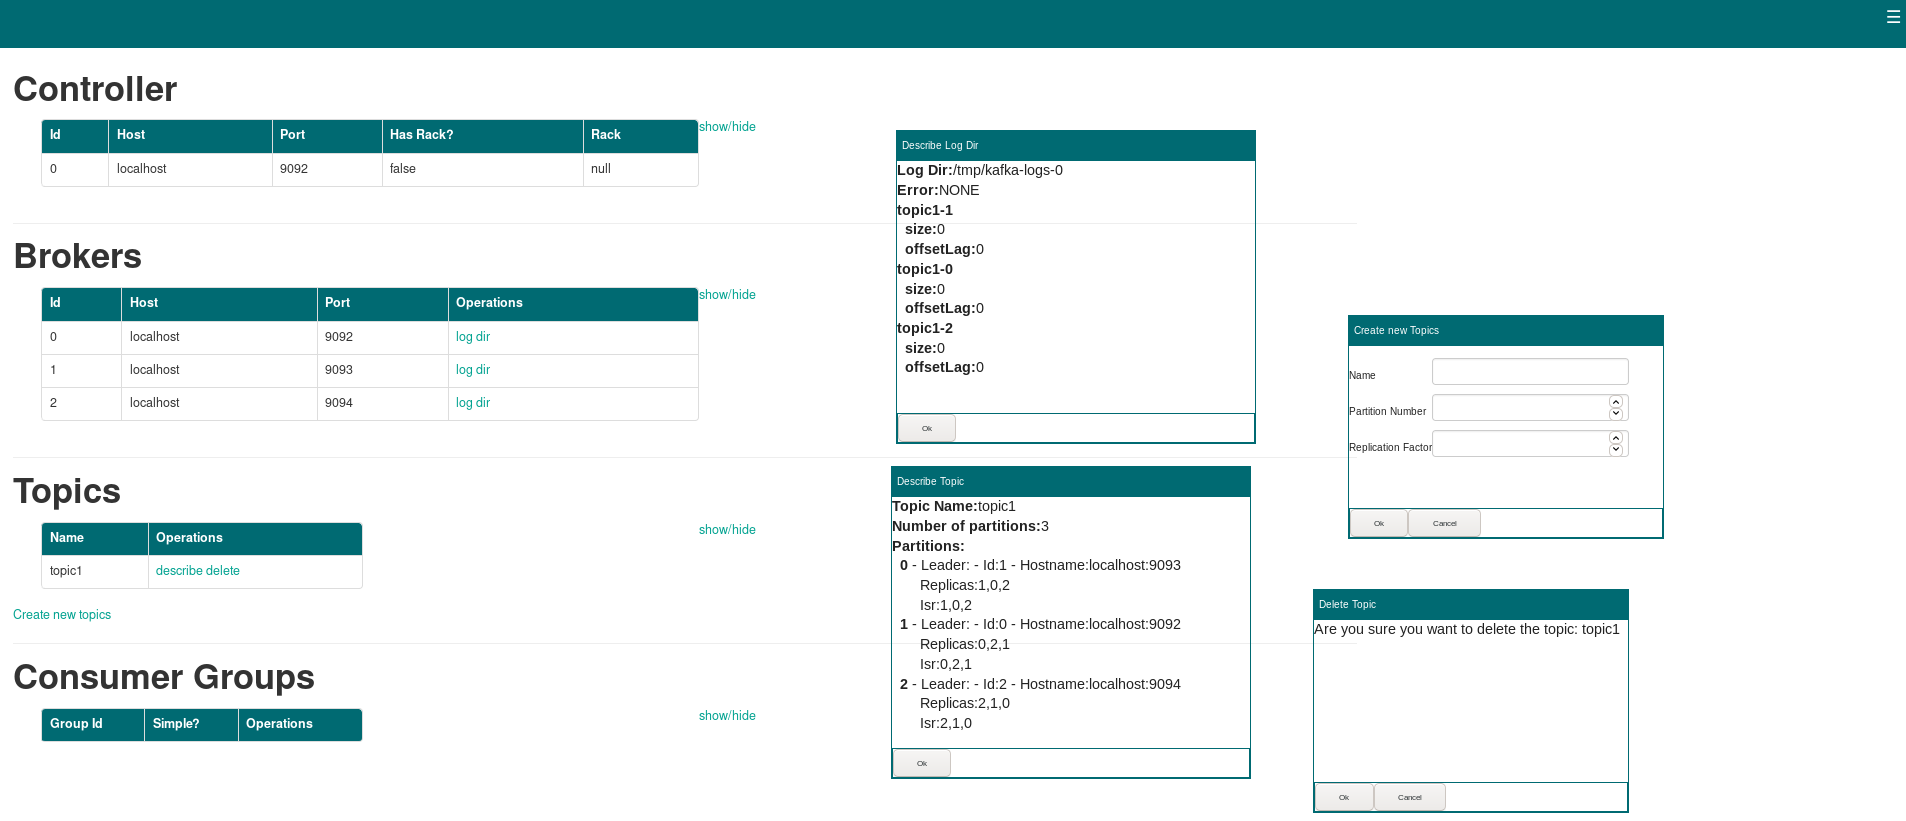 ☰
Controller
Id Host Port Has Rack? Rack
0 localhost 9092 false null
show/hide
Brokers
Id Host Port Operations
0 localhost 9092 log dir
1 localhost 9093 log dir
2 localhost 9094 log dir
show/hide
Topics
Name Operations
topic1 describe delete
show/hide
Create new topics
Consumer Groups
Group Id Simple? Operations
show/hide
Describe Log Dir
Log Dir:/tmp/kafka-logs-0
Error:NONE
topic1-1
size:0
offsetLag:0
topic1-0
size:0
offsetLag:0
topic1-2
size:0
offsetLag:0
Ok
Describe Topic
Topic Name:topic1
Number of partitions:3
Partitions:
0 - Leader: - Id:1 - Hostname:localhost:9093
Replicas:1,0,2
Isr:1,0,2
1 - Leader: - Id:0 - Hostname:localhost:9092
Replicas:0,2,1
Isr:0,2,1
2 - Leader: - Id:2 - Hostname:localhost:9094
Replicas:2,1,0
Isr:2,1,0
Ok
Create new Topics
Name
Partition Number
Replication Factor
Ok Cancel
Delete Topic
Are you sure you want to delete the topic: topic1
Ok Cancel